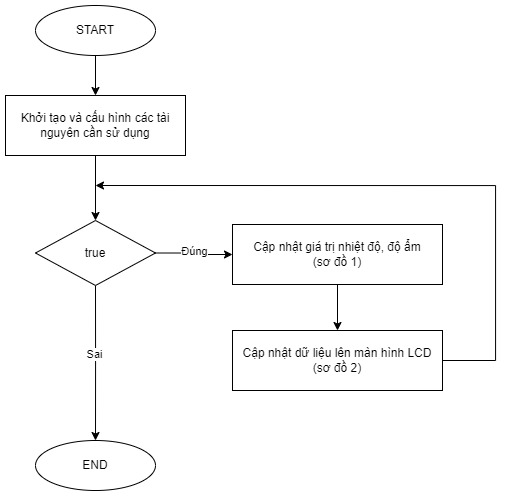 START
Khởi tạo và cấu hình các tài
nguyên cần sử dụng
true
Đúng
Cập nhật giá trị nhiệt độ, độ ẩm
(sơ đồ 1)
Cập nhật dữ liệu lên màn hình LCD
(sơ đồ 2)
Sai
END